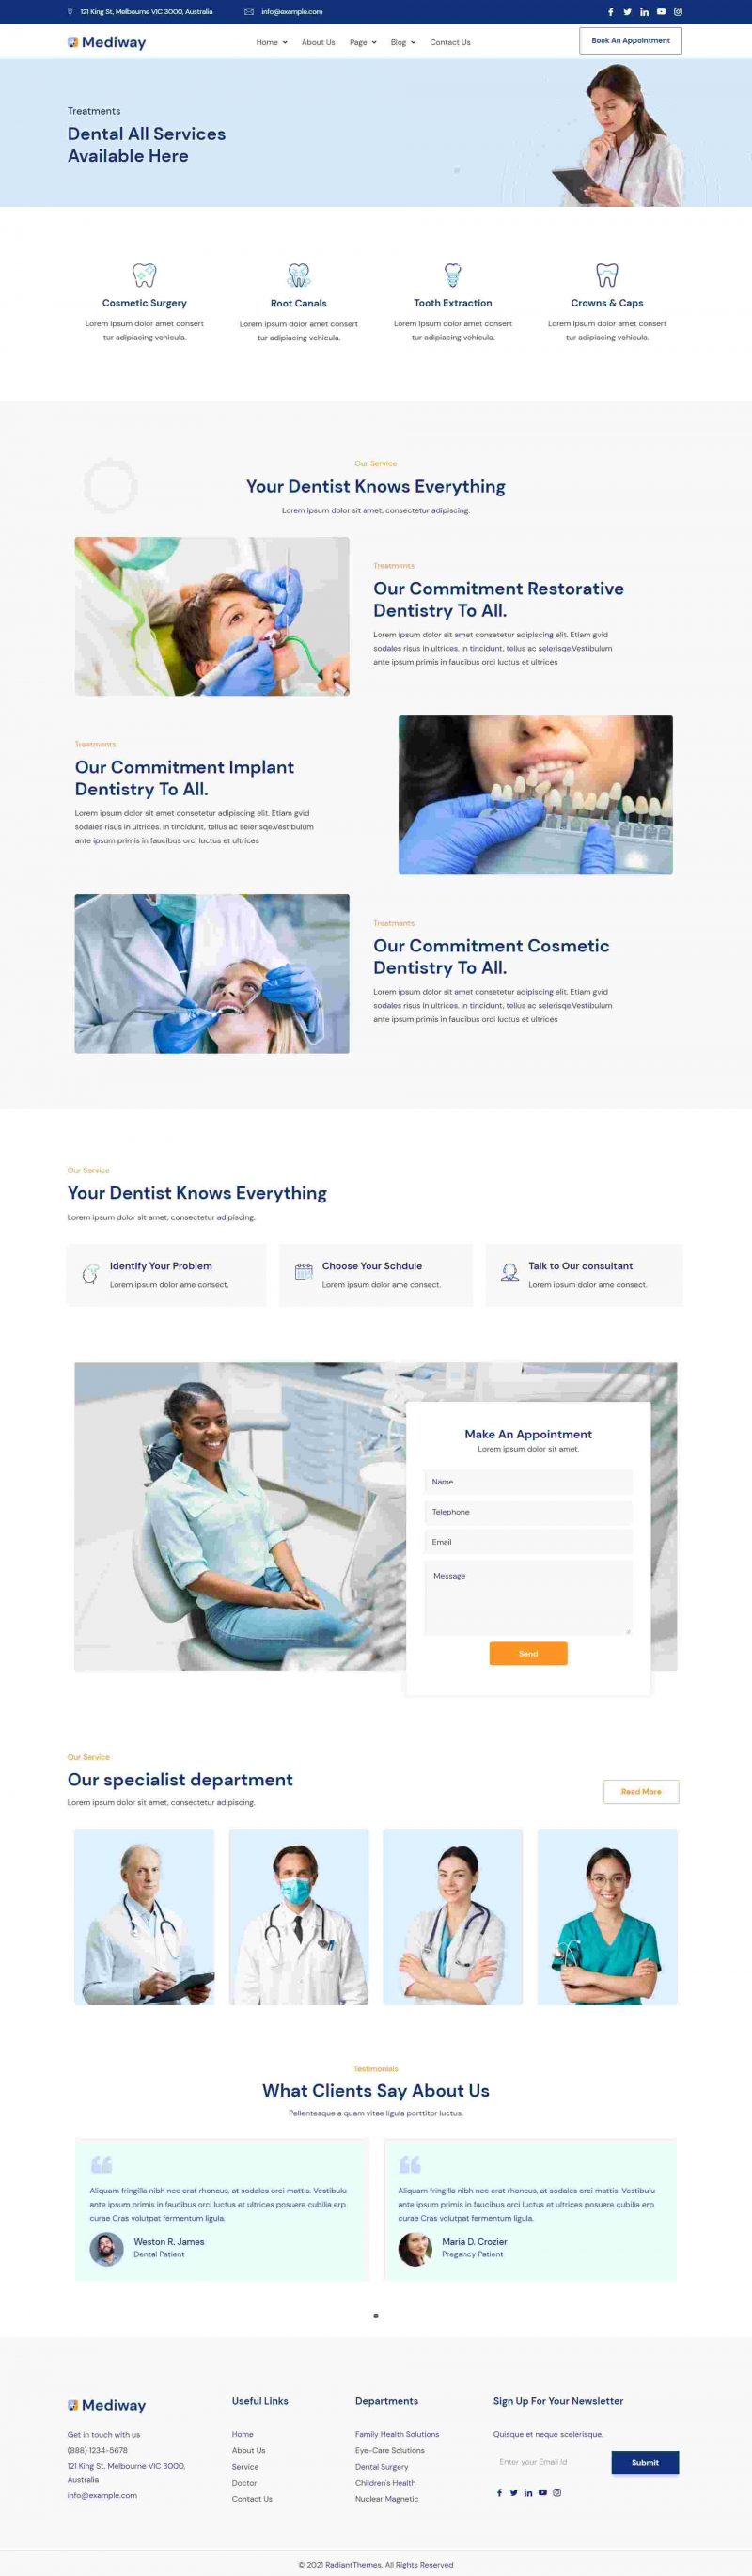 121 King St, Melbourne VIC 3000, Australia
info@example.com
Mediway
Home
About Us
Page
Blog
Contact Us
Book An Appointment
Treatments
Dental All Services
Available Here
Cosmetic Surgery
Lorem ipsum dolor amet consert
tur adipiacing vehicula.
Root Canals
Lorem ipsum dolor amet consert
tur adipiacing vehicula.
Tooth Extraction
Lorem ipsum dolor amet consert
tur adipiacing vehicula.
Crowns & Caps
Lorem ipsum dolor amet consert
tur adipiacing vehicula.
Our Service
Your Dentist Knows Everything
Lorem ipsum dolor sit amet, consectetur adipiscing.
Treatments
Our Commitment Restorative
Dentistry To All.
Lorem ipsum dolor sit amet consetetur adipiscing elit. Etiam gvid
sodales risus in ultrices. In tincidunt, tellus ac selerisqe.Vestibulum
ante ipsum primis in faucibus orci luctus et ultrices
Treatments
Our Commitment Implant
Dentistry To All.
Lorem ipsum dolor sit amet consetetur adipiscing elit. Etiam gvid
sodales risus in ultrices. In tincidunt, tellus ac selerisqe.Vestibulum
ante ipsum primis in faucibus orci luctus et ultrices
Treatments
Our Commitment Cosmetic
Dentistry To All.
Lorem ipsum dolor sit amet consetetur adipiscing elit. Etiam gvid
sodales risus in ultrices. In tincidunt, tellus ac selerisqe.Vestibulum
ante ipsum primis in faucibus orci luctus et ultrices
Our Service
Your Dentist Knows Everything
Lorem ipsum dolor sit amet, consectetur adipiscing.
Identify Your Problem
Lorem ipsum dolor ame consect.
Choose Your Schdule
Lorem ipsum dolor ame consect.
Talk to Our consultant
Lorem ipsum dolor ame consect.
Make An Appointment
Lorem ipsum dolor sit amet.
Name
Telephone
Email
Message
Send
Our Service
Our specialist department
Lorem ipsum dolor sit amet, consectetur adipiscing.
Read More
Testimonials
What Clients Say About Us
Pellentesque a quam vitae ligula porttitor luctus.
Aliquam fringilla nibh nec erat rhoncus, at sodales orci mattis. Vestibulu
ante ipsum primis in faucibus orci luctus et ultrices posuere cubilia erp
curae Cras volutpat fermentum ligula.
Weston R. James
Dental Patient
Aliquam fringilla nibh nec erat rhoncus, at sodales orci mattis. Vestibulu
ante ipsum primis in faucibus orci luctus et ultrices posuere cubilia erp
curae Cras volutpat fermentum ligula.
Maria D. Crozier
Pregancy Patient
Mediway
Get in touch with us
(888) 1234-5678
121 King St, Melbourne VIC 3000,
Australia
info@example.com
Useful Links
Home
About Us
Service
Doctor
Contact Us
Departments
Family Health Solutions
Eye-Care Solutions
Dental Surgery
Children's Health
Nuclear Magnetic
Sign Up For Your Newsletter
Quisque et neque scelerisque.
Enter your Email Id
Submit
© 2021 RadiantThemes. All Rights Reserved